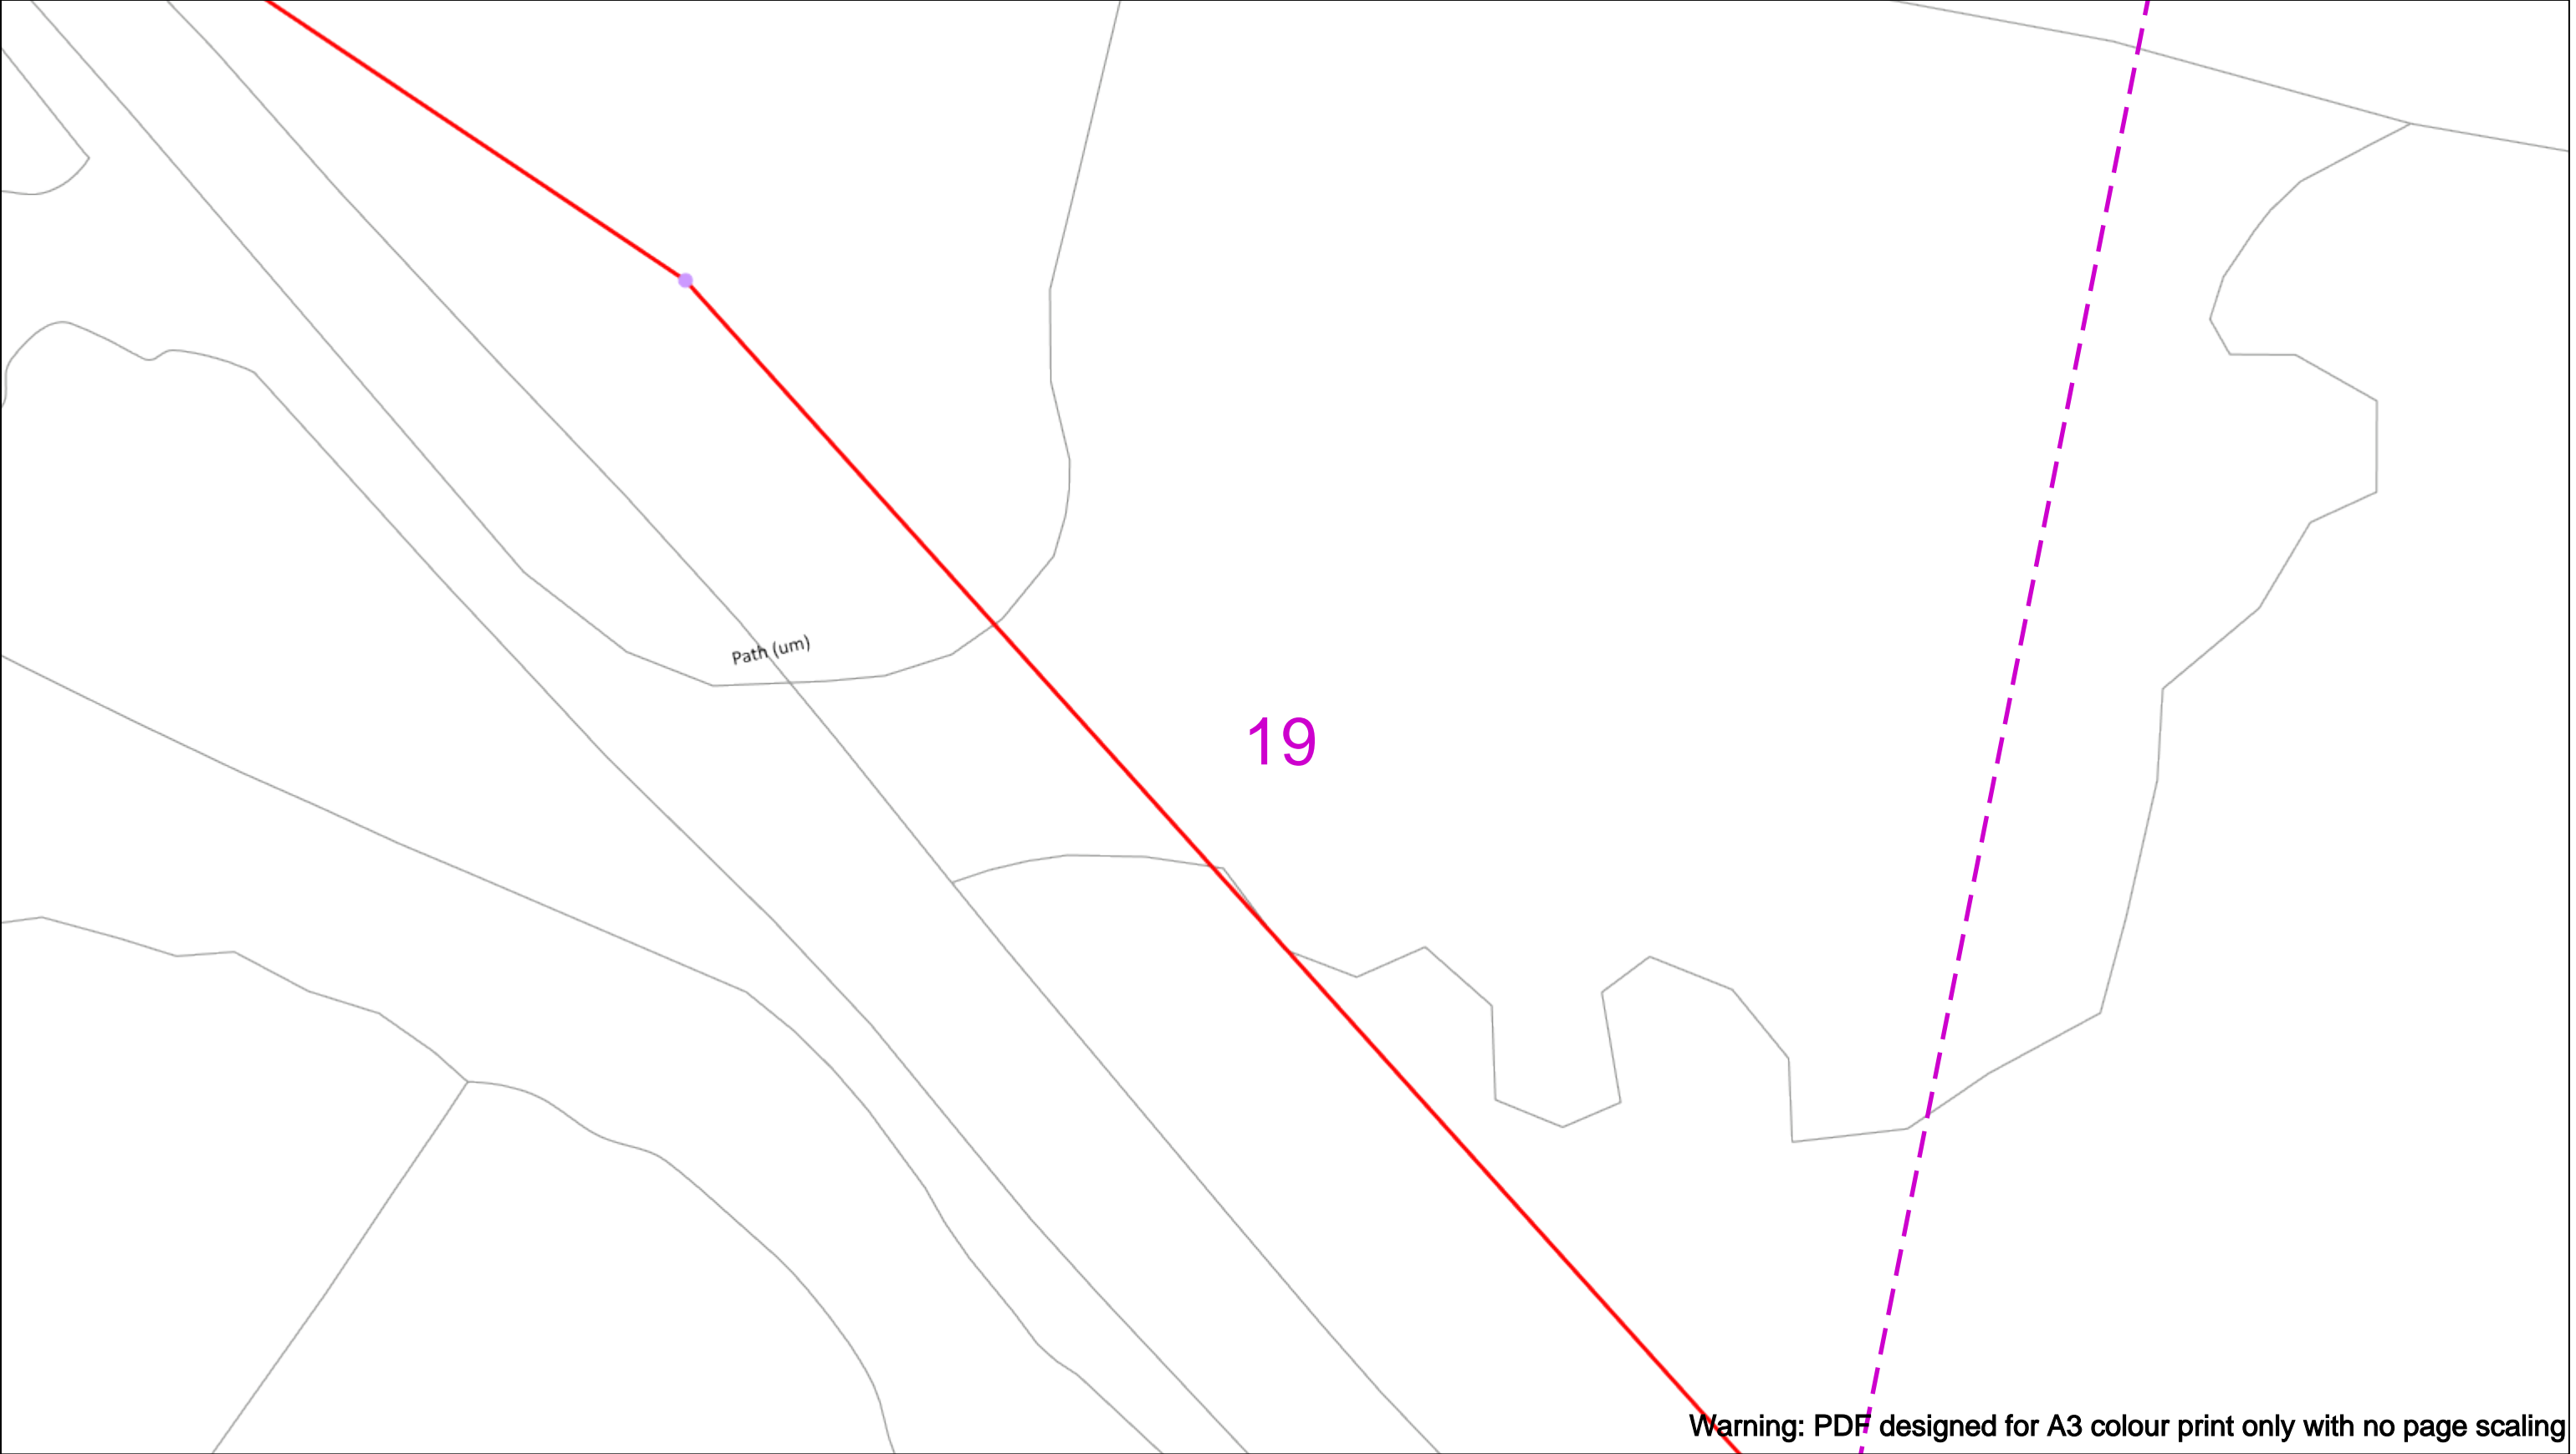 Path (um)
19
Warning: PDF designed for A3 colour print only with no page scaling